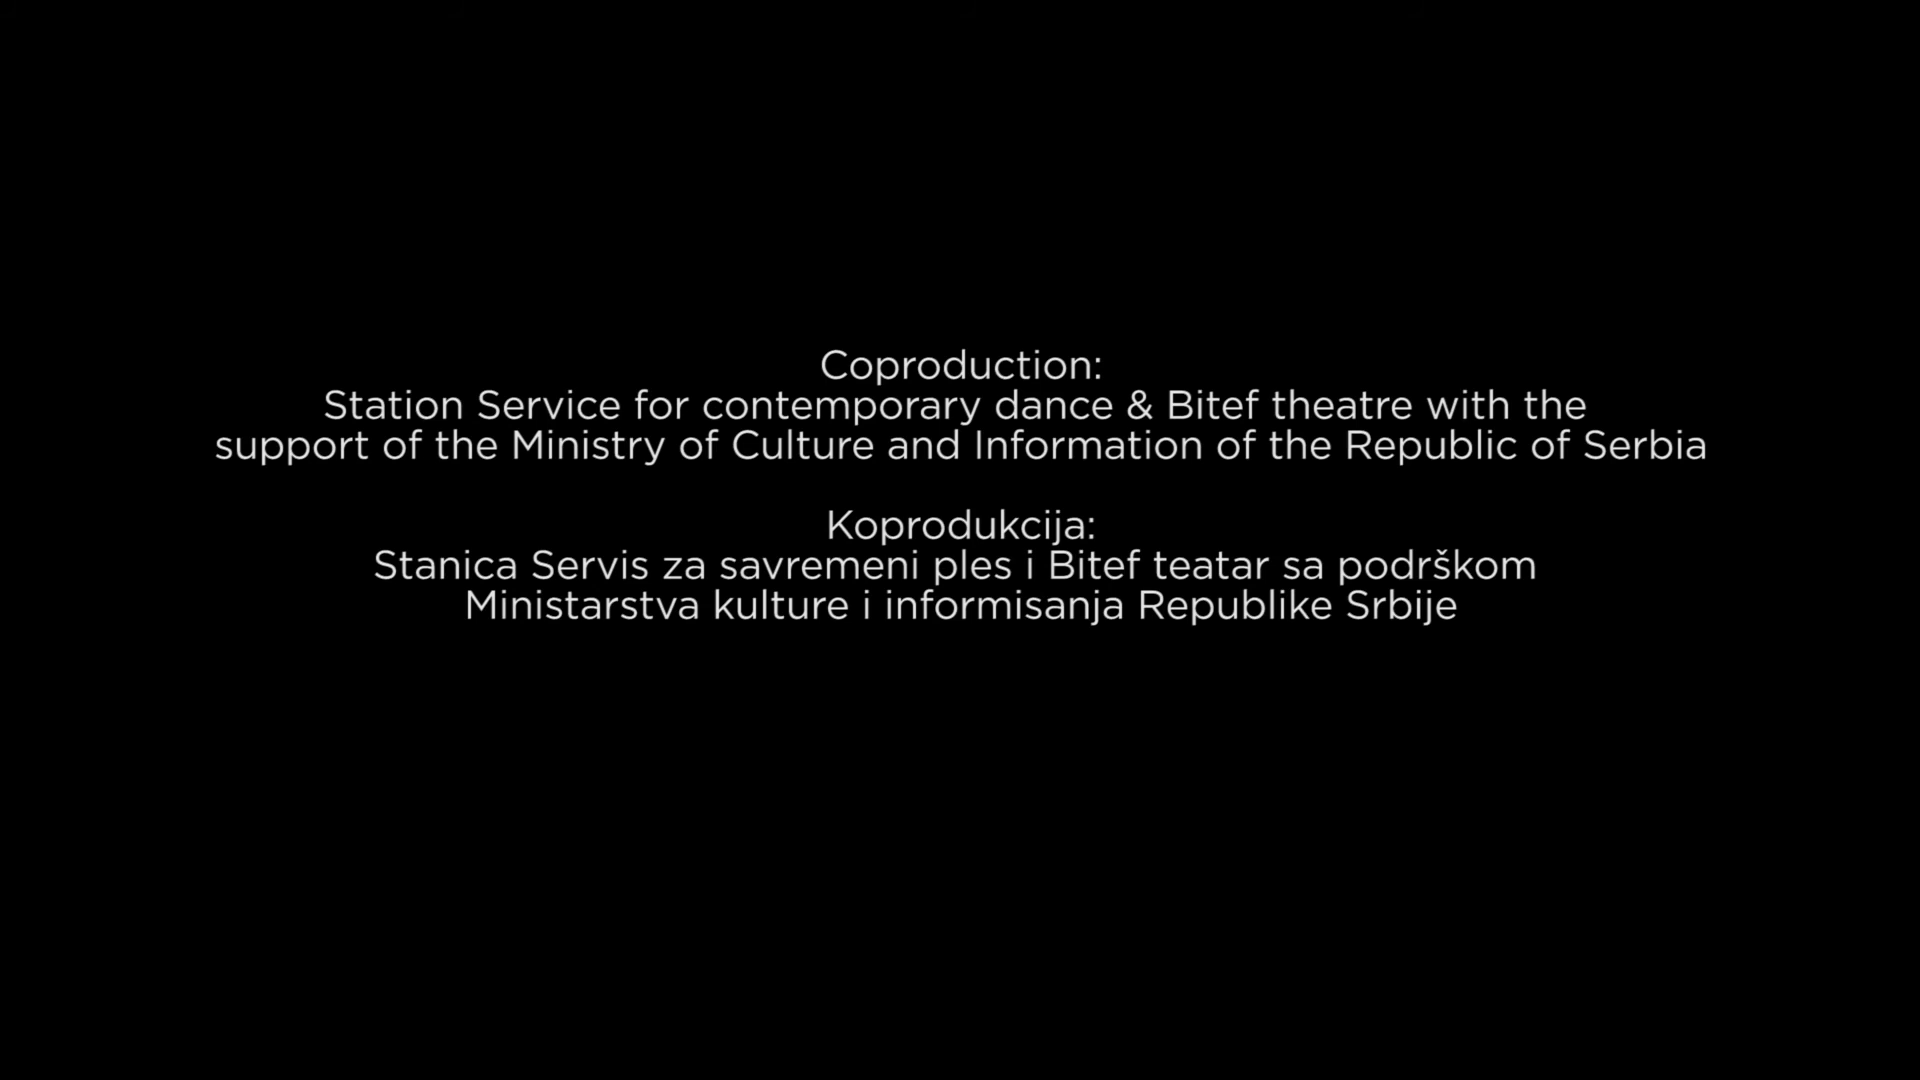 Coproduction:
Station Service for contemporary dance & Bitef theatre with the
support of the Ministry of Culture and Information of the Republic of Serbia
Koprodukcija:
Stanica Servis za savremeni ples i Bitef teatar sa podrškom
Ministarstva kulture i informisanja Republike Srbije